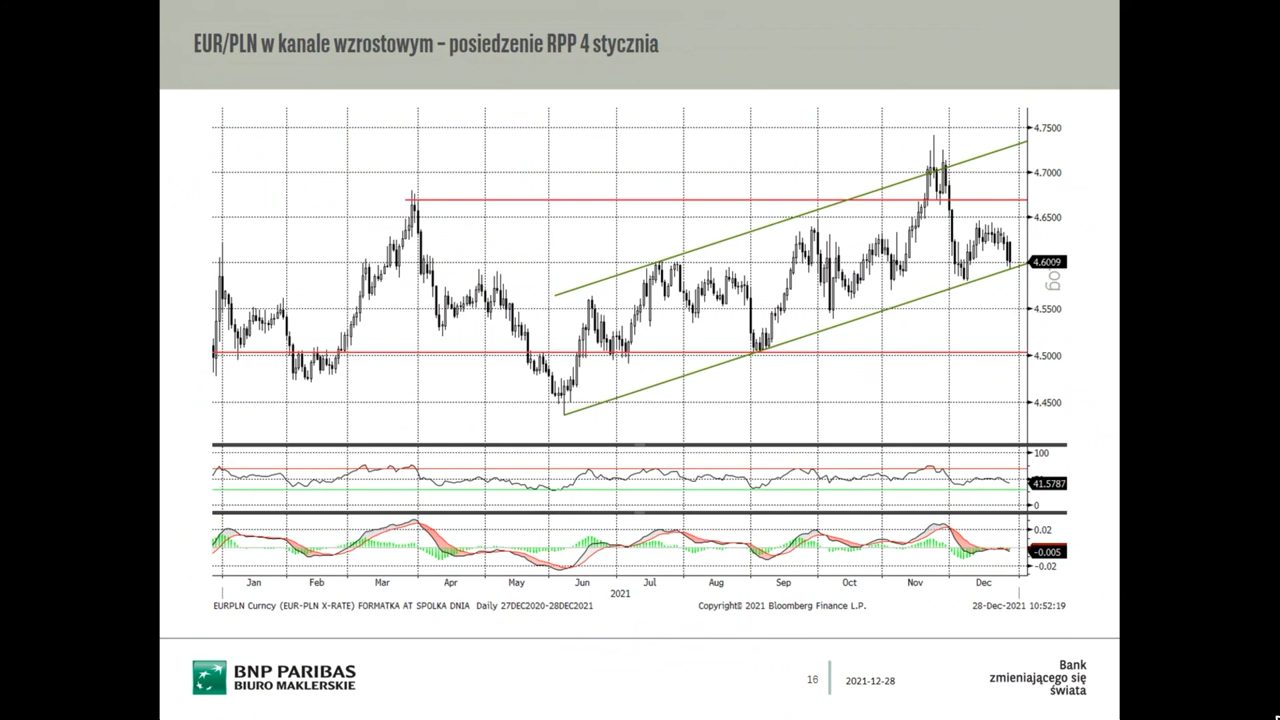 EUR/PLN w kanale wzrostowym – posiedzenie RPP 4 stycznia
4.7500
4.7000
4.6500
4.6009
og
4.5500
4.5000
4.4500
100
50
41.5787
0
0.02
-0.005
-0.02
Jan Feb Mar Apr May Jun Jul Aug Sep Oct Nov Dec
2021
EURPLN Curncy (EUR-PLN X-RATE) FORMATKA AT SPOLKA DNIA Daily 27DEC2020-28DEC2021 Copyright© 2021 Bloomberg Finance L.P. 28-Dec-2021 10:52:19
BNP PARIBAS
BIURO MAKLERSKIE
16
2021-12-28
Bank
zmieniającego się
świata